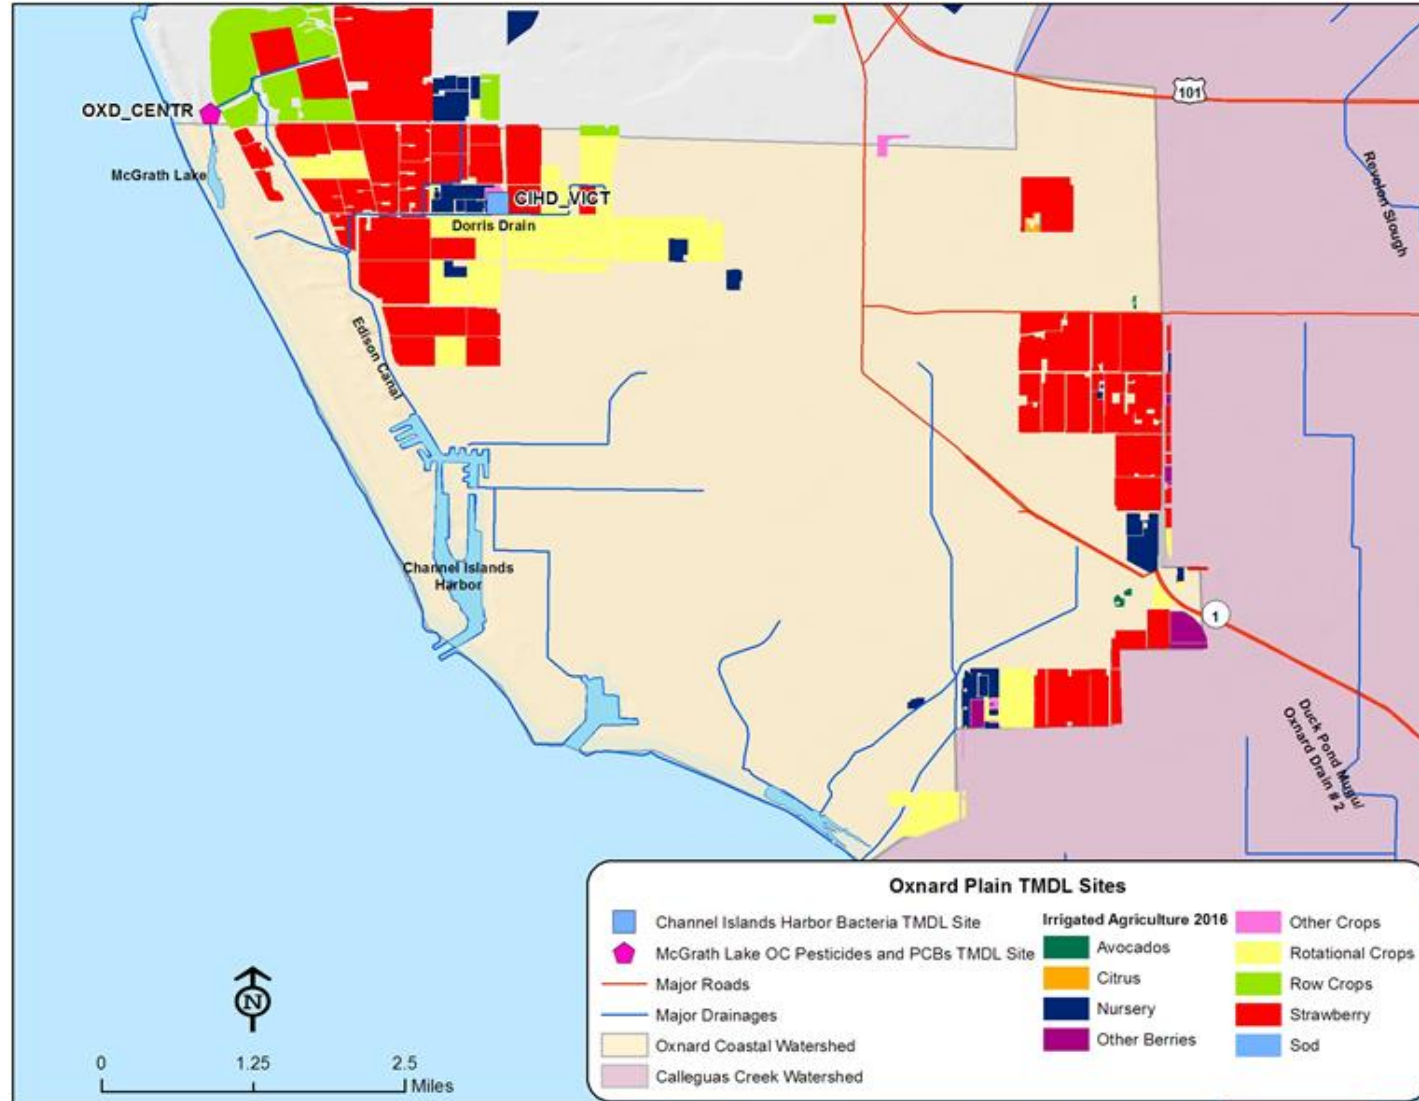 101
OXD_CENTR
McGrath Lake
Revelon Slough
CIHD_VICT
Dorris Drain
Edison Canal
Channel Islands
Harbor
1
Duck Pond Mugu/
Oxnard Drain # 2
Oxnard Plain TMDL Sites
Channel Islands Harbor Bacteria TMDL Site
McGrath Lake OC Pesticides and PCBs TMDL Site
Major Roads
Major Drainages
Oxnard Coastal Watershed
Calleguas Creek Watershed
Irrigated Agriculture 2016
Avocados
Citrus
Nursery
Other Berries
Other Crops
Rotational Crops
Row Crops
Strawberry
Sod
N
0 1.25 2.5
Miles